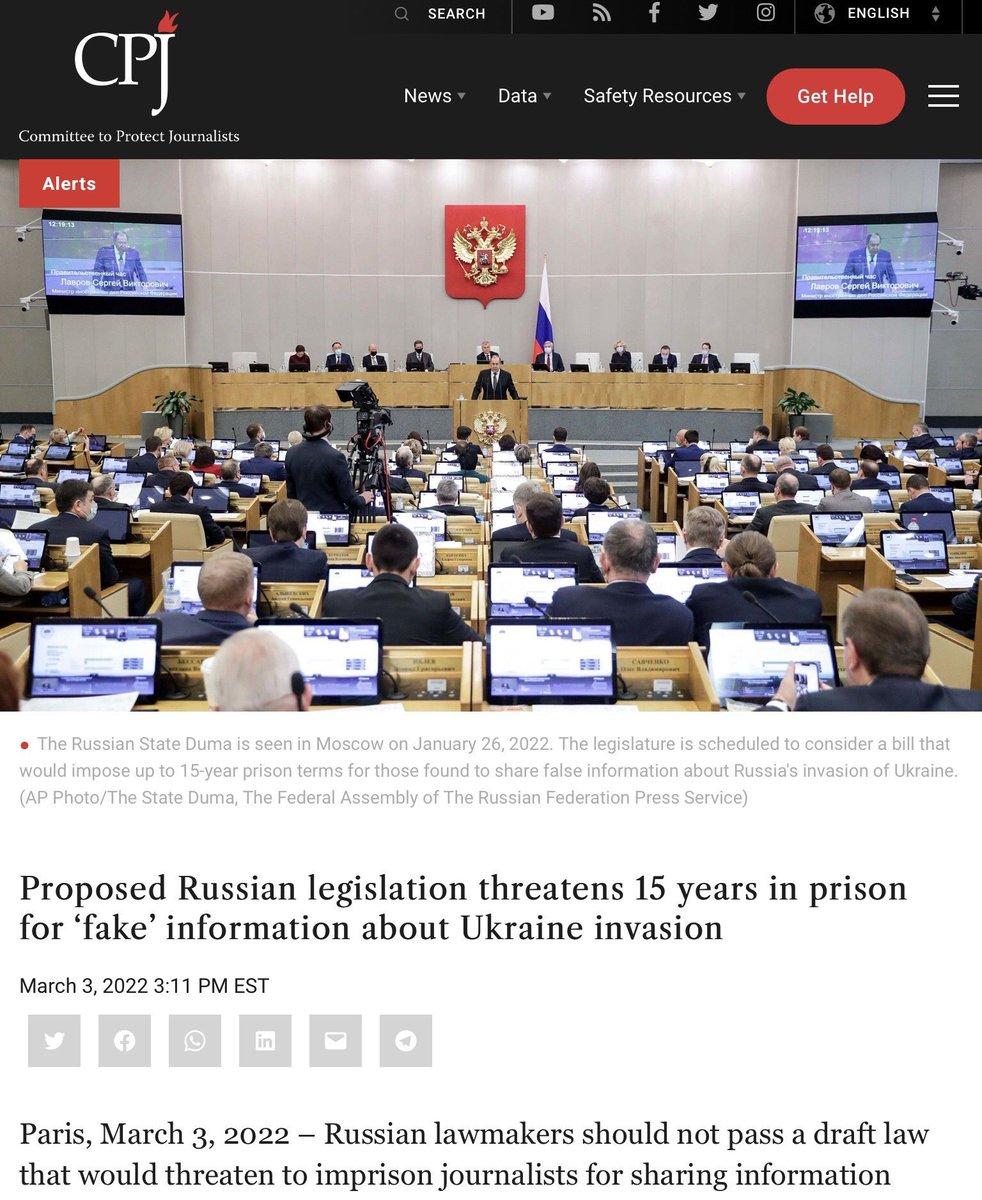 SEARCH
ENGLISH
CPJ
Committee to Protect Journalists
News
Data
Safety Resources
Get Help
Alerts
12:19:13
Правительственный час
Лавров Сергей Викторович
Министр иностранных дел Российской Федерации
12:19:13
Правительственный час
Лавров Сергей Викторович
Министр иностранных дел Российской Федерации
САВЧЕНКО
The Russian State Duma is seen in Moscow on January 26, 2022. The legislature is scheduled to consider a bill that
would impose up to 15-year prison terms for those found to share false information about Russia's invasion of Ukraine.
(AP Photo/The State Duma, The Federal Assembly of The Russian Federation Press Service)
Proposed Russian legislation threatens 15 years in prison
for ‘fake’ information about Ukraine invasion
March 3, 2022 3:11 PM EST
Paris, March 3, 2022 – Russian lawmakers should not pass a draft law
that would threaten to imprison journalists for sharing information